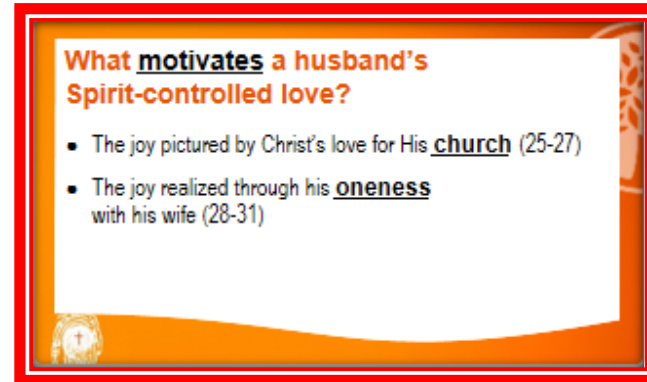 What motivates a husband's
Spirit-controlled love?
• The joy pictured by Christ's love for His church (25-27)
• The joy realized through his oneness
with his wife (28-31)